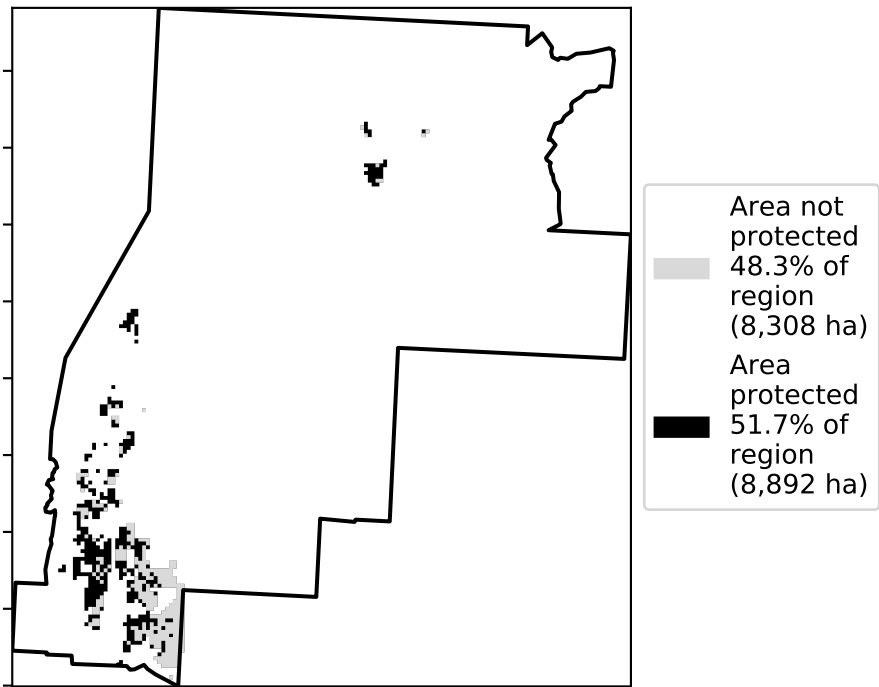 Area not
protected
48.3% of
region
(8,308 ha)
Area
protected
51.7% of
region
(8,892 ha)